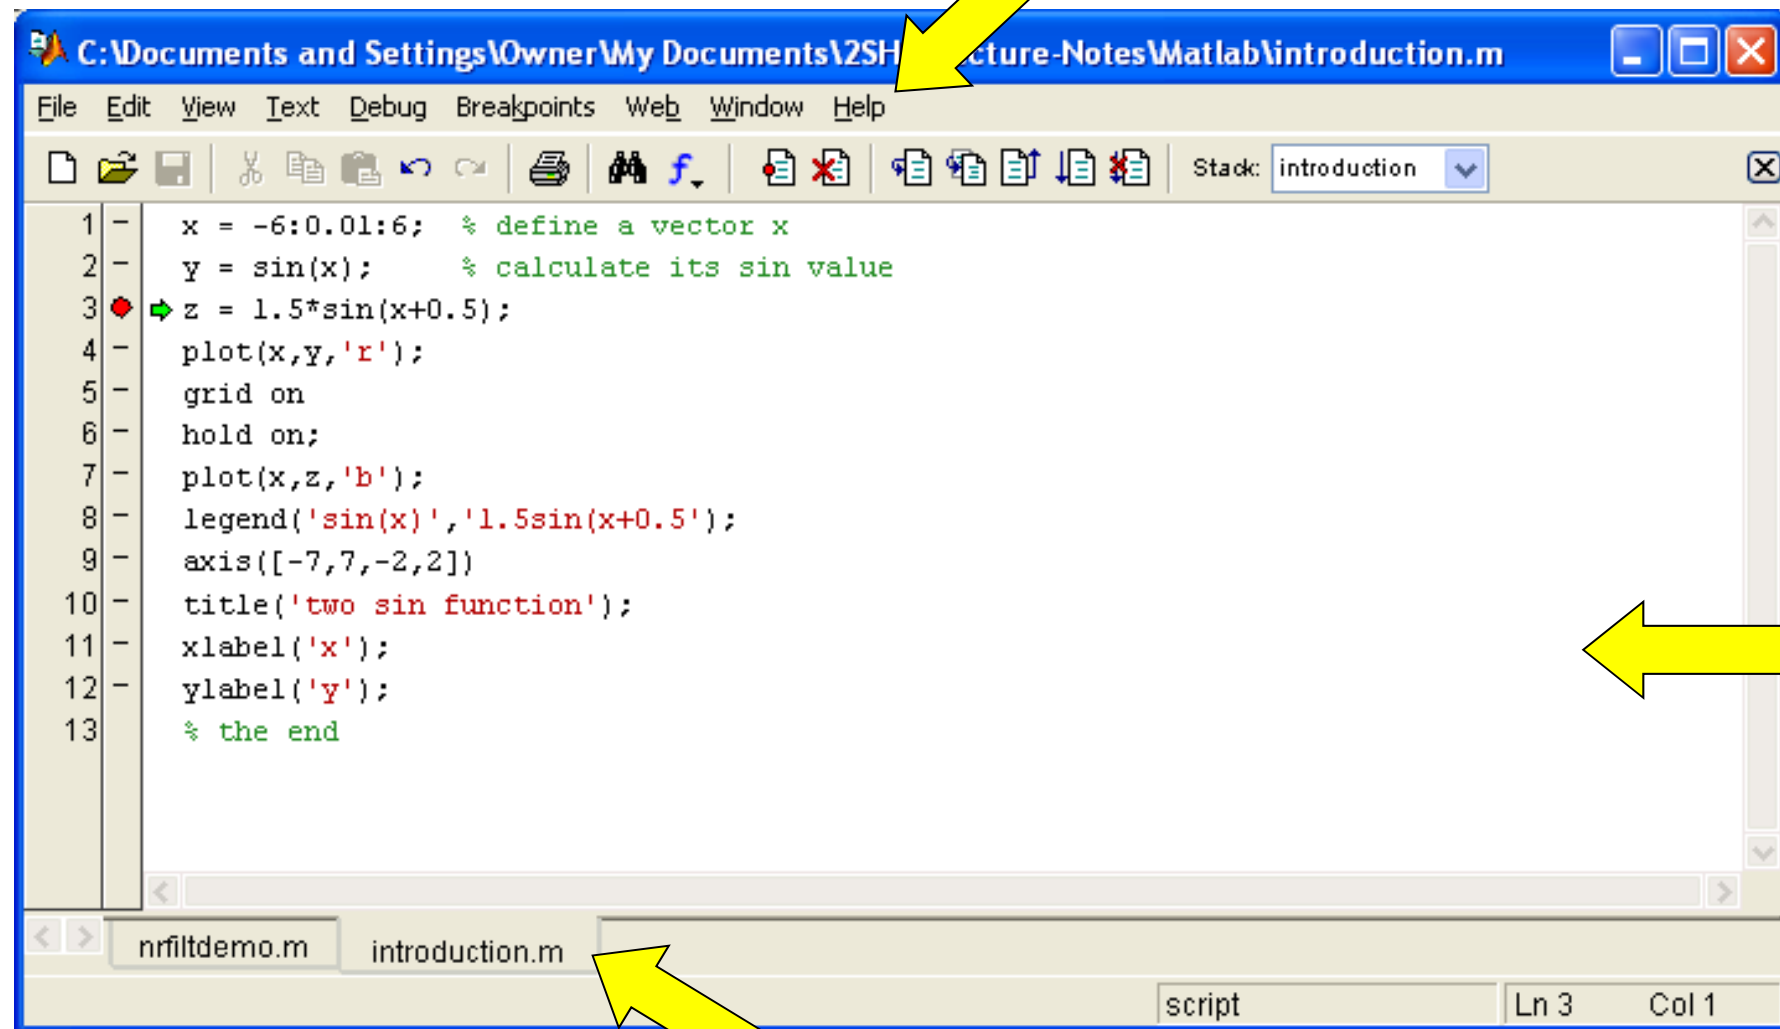 C:\Documents and Settings\Owner\My Documents\2SH cture-Notes\Matlab\introduction.m
File Edit View Text Debug Breakpoints Web Window Help
Stack: introduction
1 x = -6:0.01:6; % define a vector x
2 y = sin(x); % calculate its sin value
3 z = 1.5*sin(x+0.5);
4 plot(x,y,'r');
5 grid on
6 hold on;
7 plot(x,z,'b');
8 legend('sin(x)','1.5sin(x+0.5');
9 axis([-7,7,-2,2])
10 title('two sin function');
11 xlabel('x');
12 ylabel('y');
13 % the end
nrfiltdemo.m introduction.m
script Ln 3 Col 1